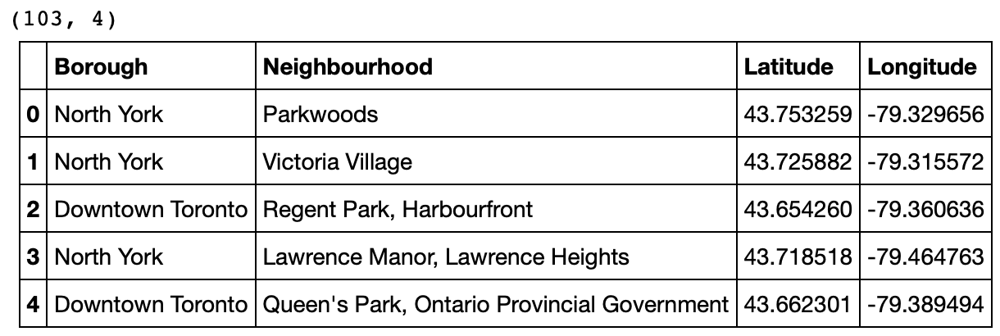 (103, 4)
Borough Neighbourhood Latitude Longitude
0 North York Parkwoods 43.753259 -79.329656
1 North York Victoria Village 43.725882 -79.315572
2 Downtown Toronto Regent Park, Harbourfront 43.654260 -79.360636
3 North York Lawrence Manor, Lawrence Heights 43.718518 -79.464763
4 Downtown Toronto Queen's Park, Ontario Provincial Government 43.662301 -79.389494